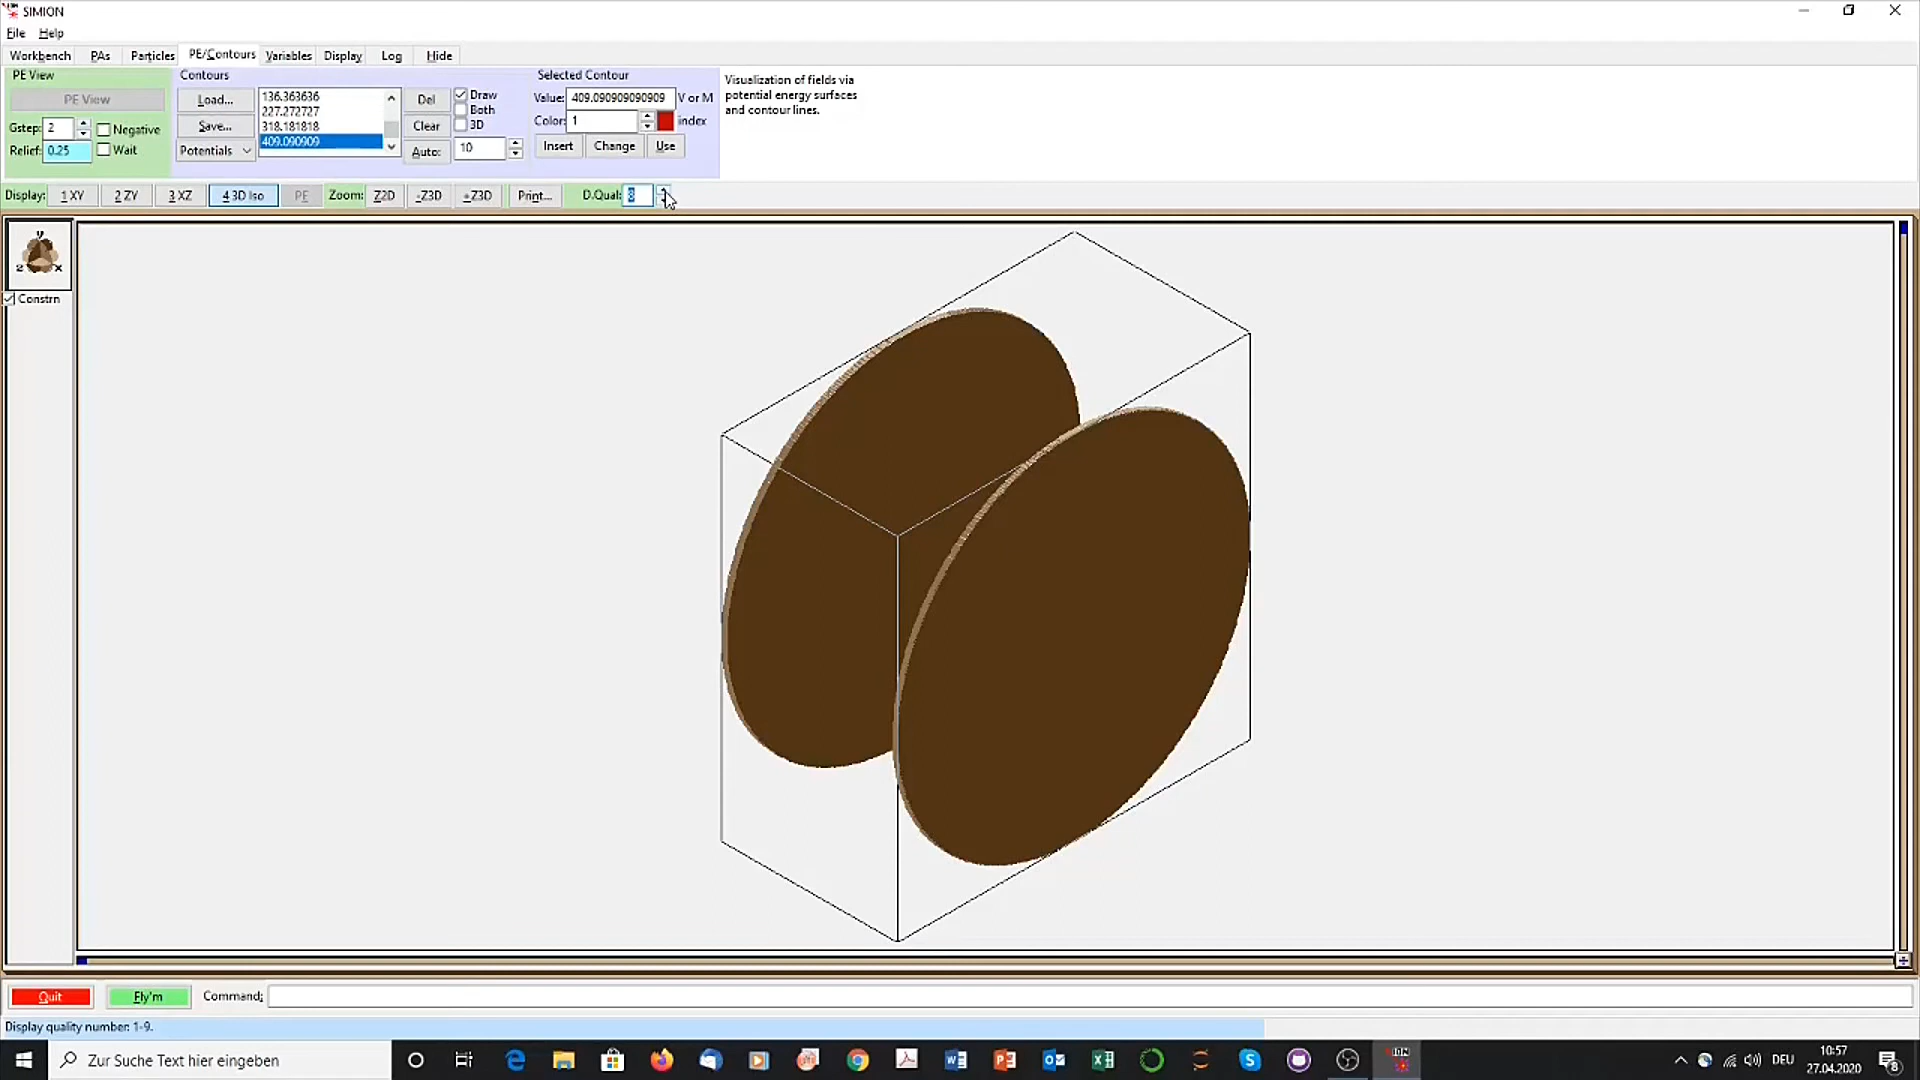 SIMION
File Help
Workbench PAs Particles PE/Contours Variables Display Log Hide
PE View
PE View
Gstep: 2 Negative
Relief: 0.25 Wait
Contours
Load...
Save...
Potentials
136.363636
227.272727
318.181818
409.090909
Del
Clear
Auto:
Draw
Both
3D
10
Selected Contour
Value: 409.090909090909 V or M
Color: 1 index
Insert Change Use
Visualization of fields via
potential energy surfaces
and contour lines.
Display: 1 XY 2 ZY 3 XZ 4 3D Iso PE Zoom: Z2D -Z3D +Z3D Print... D.Qual:
y
z x
Constrn
Quit Fly'm Command:
Display quality number: 1-9.
Zur Suche Text hier eingeben
DEU
10:57
27.04.2020
8